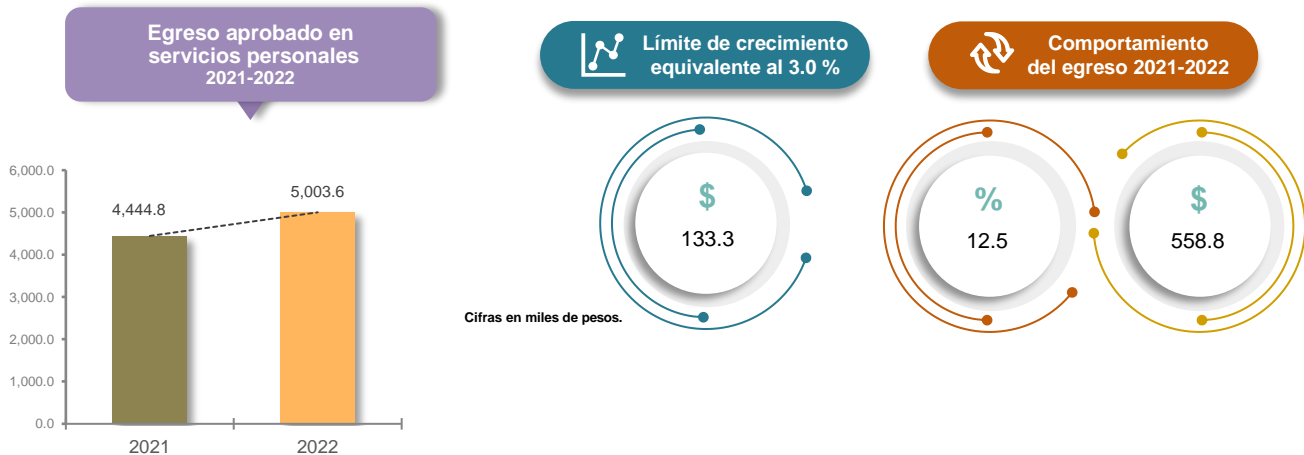 Egreso aprobado en
servicios personales
2021-2022
Límite de crecimiento
equivalente al 3.0 %
Comportamiento
del egreso 2021-2022
6,000.0
5,000.0
4,000.0
3,000.0
2,000.0
1,000.0
0.0
4,444.8
5,003.6
2021
2022
$
133.3
%
12.5
$
558.8
Cifras en miles de pesos.